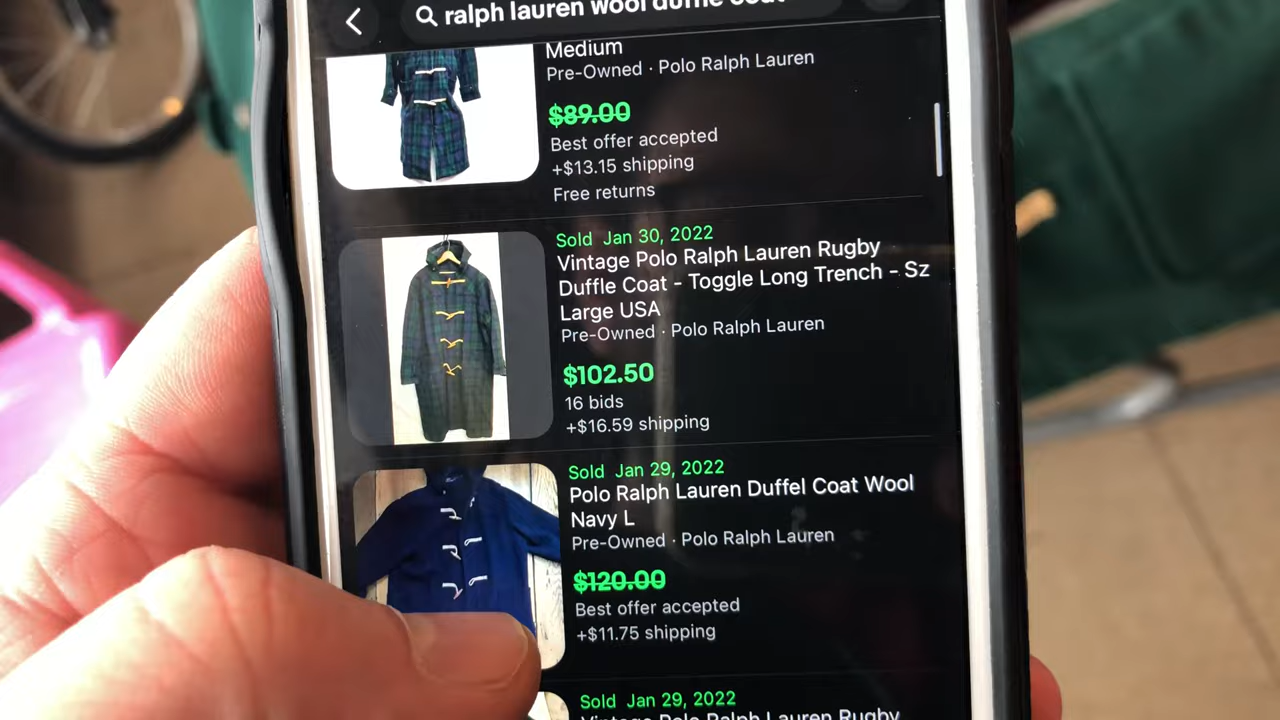 ralph lauren wool duffle coat
Medium
Pre-Owned · Polo Ralph Lauren
$89.00
Best offer accepted
+$13.15 shipping
Free returns
Sold Jan 30, 2022
Vintage Polo Ralph Lauren Rugby
Duffle Coat - Toggle Long Trench - Sz
Large USA
Pre-Owned · Polo Ralph Lauren
$102.50
16 bids
+$16.59 shipping
Sold Jan 29, 2022
Polo Ralph Lauren Duffel Coat Wool
Navy L
Pre-Owned · Polo Ralph Lauren
$120.00
Best offer accepted
+$11.75 shipping
Sold Jan 29, 2022
Vintage Polo Ralph Lauren Rugby